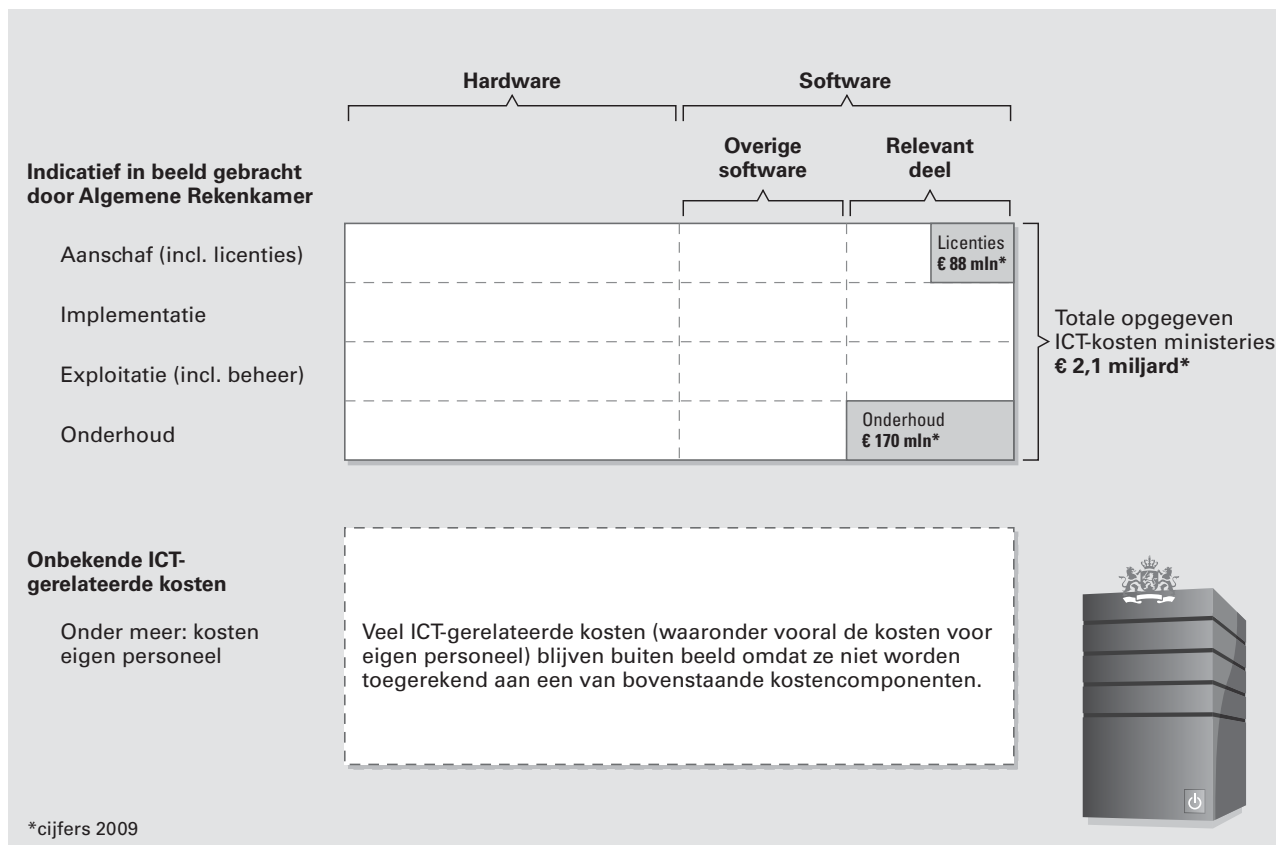 Hardware
Software
Overige
software
Relevant
deel
Indicatief in beeld gebracht
door Algemene Rekenkamer
Aanschaf (incl. licenties)
Licenties
€ 88 mln*
Implementatie
Exploitatie (incl. beheer)
Onderhoud
Onderhoud
€ 170 mln*
Totale opgegeven
ICT-kosten ministeries
€ 2,1 miljard*
Onbekende ICT-
gerelateerde kosten
Onder meer: kosten
eigen personeel
Veel ICT-gerelateerde kosten (waaronder vooral de kosten voor
eigen personeel) blijven buiten beeld omdat ze niet worden
toegerekend aan een van bovenstaande kostencomponenten.
*cijfers 2009